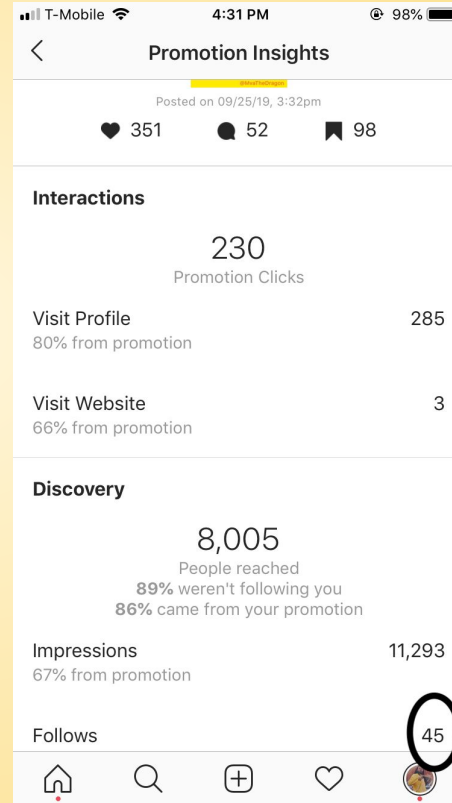 T-Mobile 4:31 PM 98%
Promotion Insights
@MiaTheDragon
Posted on 09/25/19, 3:32pm
351 52 98
Interactions
230
Promotion Clicks
Visit Profile 285
80% from promotion
Visit Website 3
66% from promotion
Discovery
8,005
People reached
89% weren't following you
86% came from your promotion
Impressions 11,293
67% from promotion
Follows 45